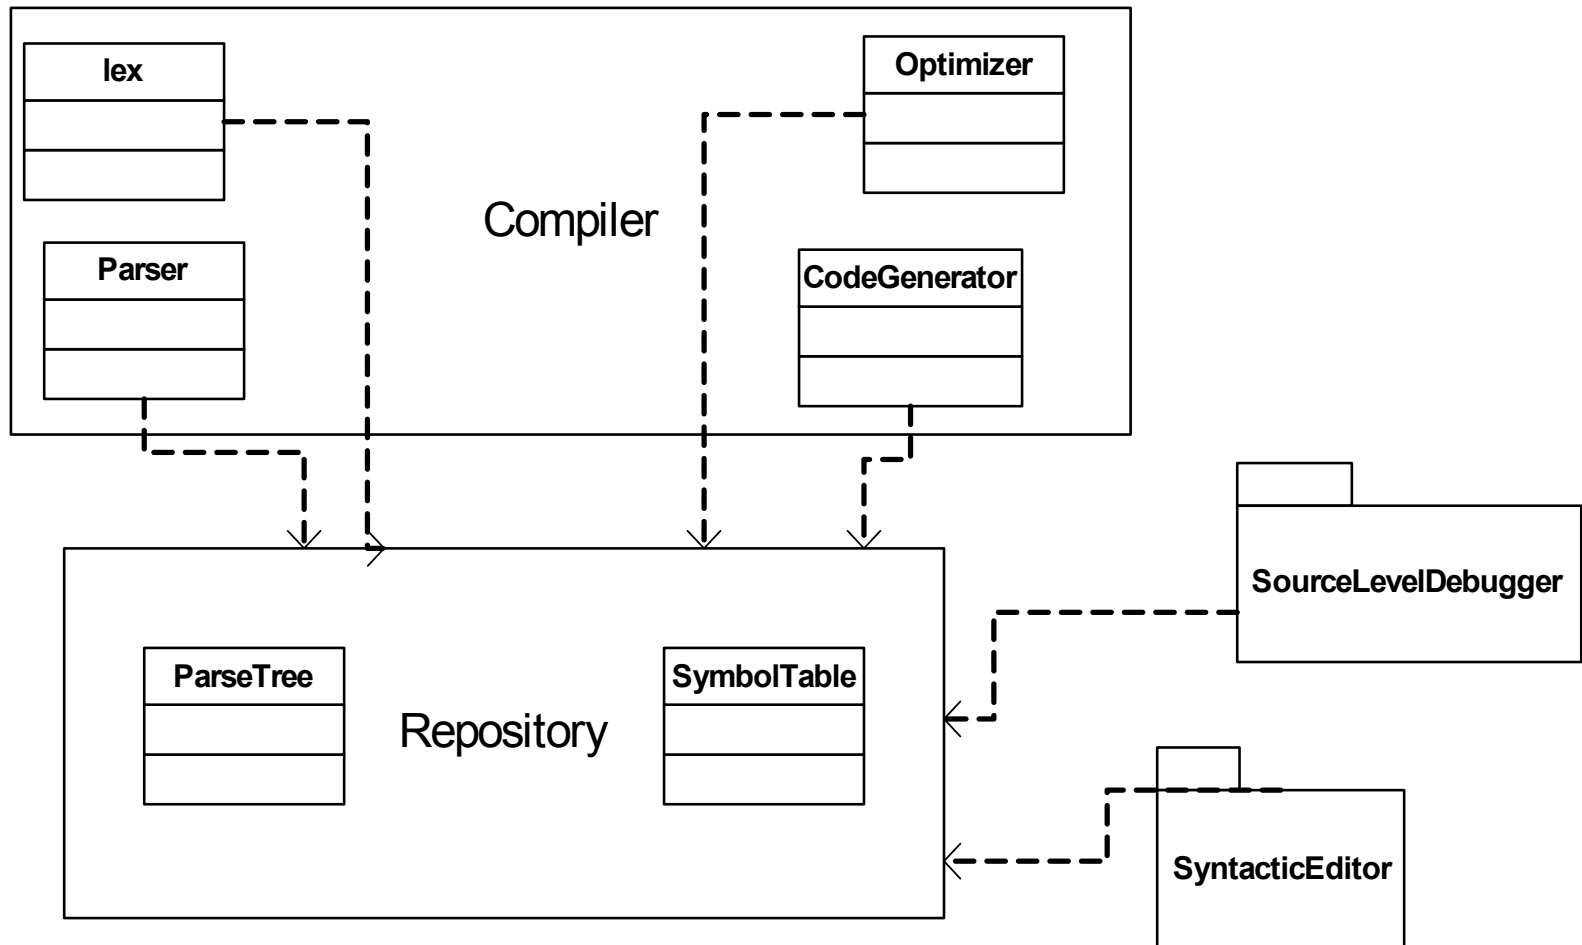 lex
Optimizer
Compiler
Parser
CodeGenerator
SourceLevelDebugger
ParseTree
SymbolTable
Repository
SyntacticEditor